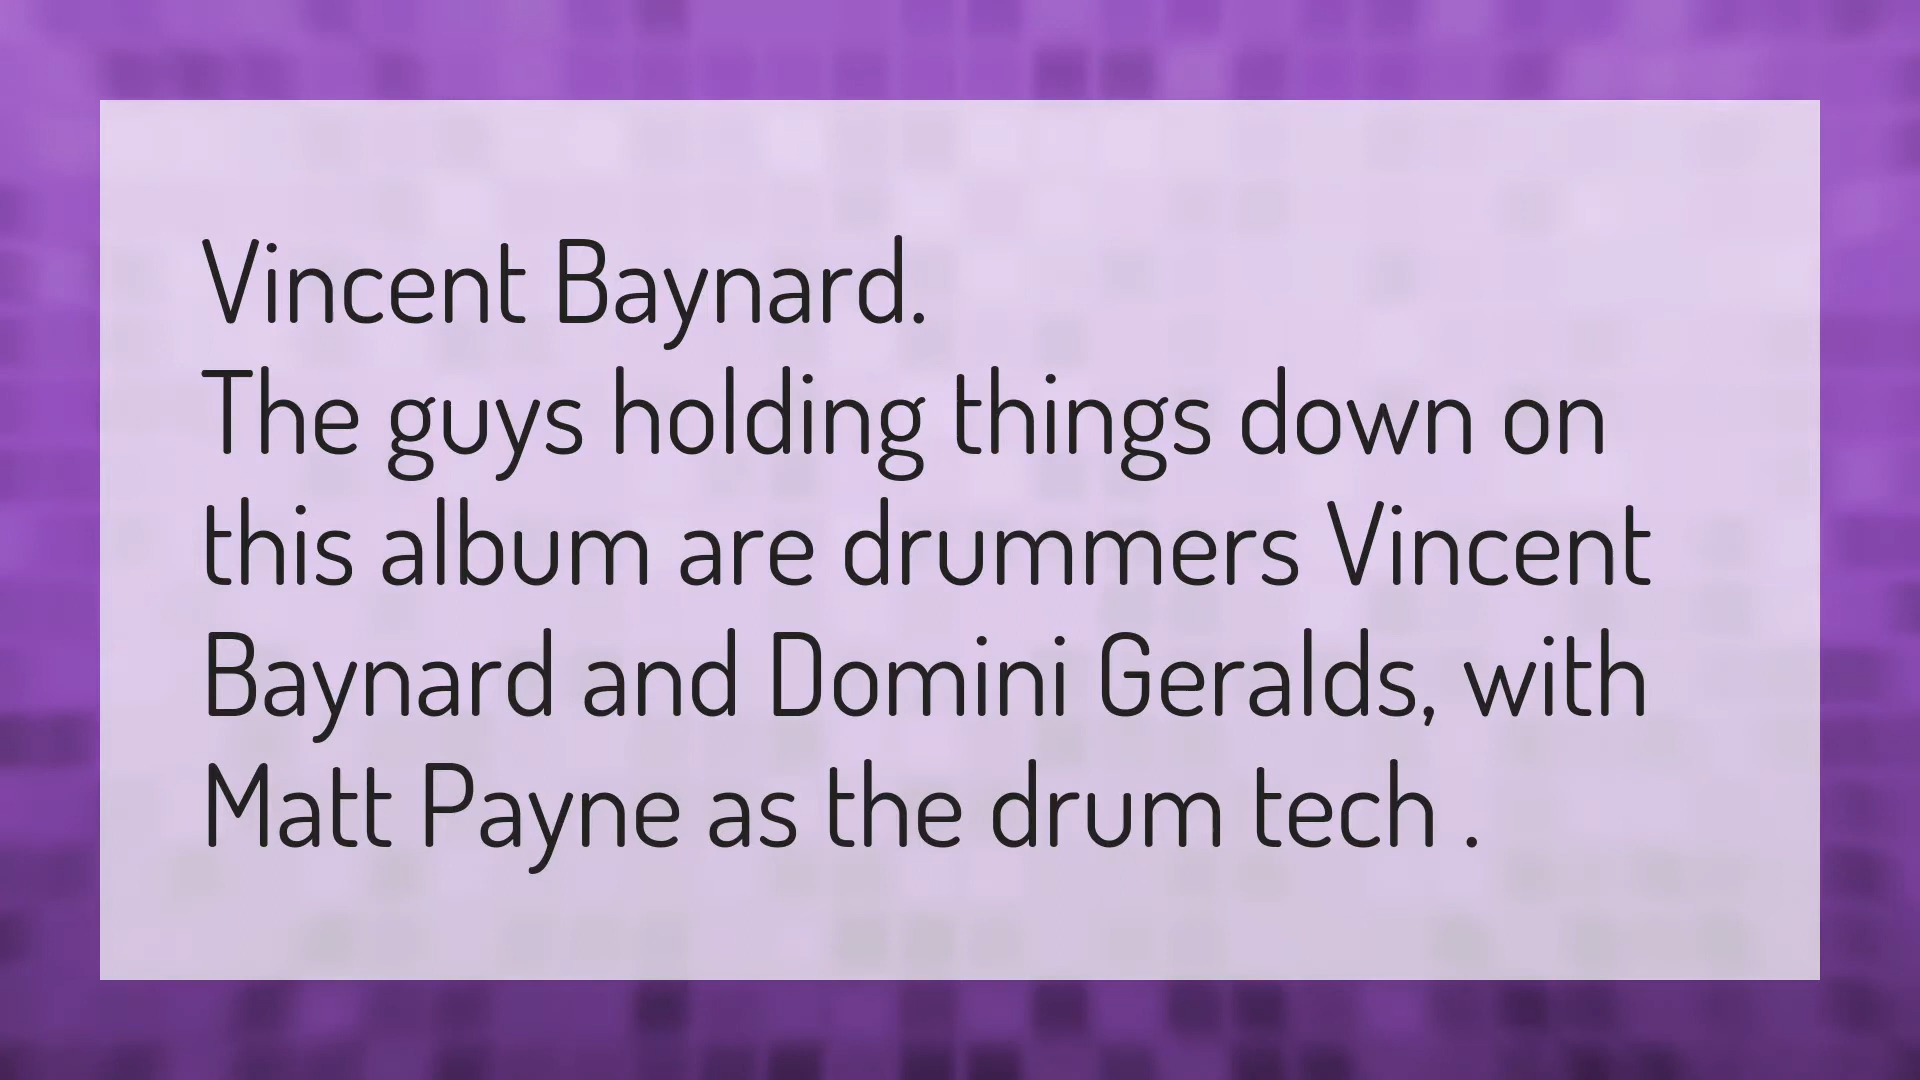 Vincent Baynard.
The guys holding things down on
this album are drummers Vincent
Baynard and Domini Geralds, with
Matt Payne as the drum tech .